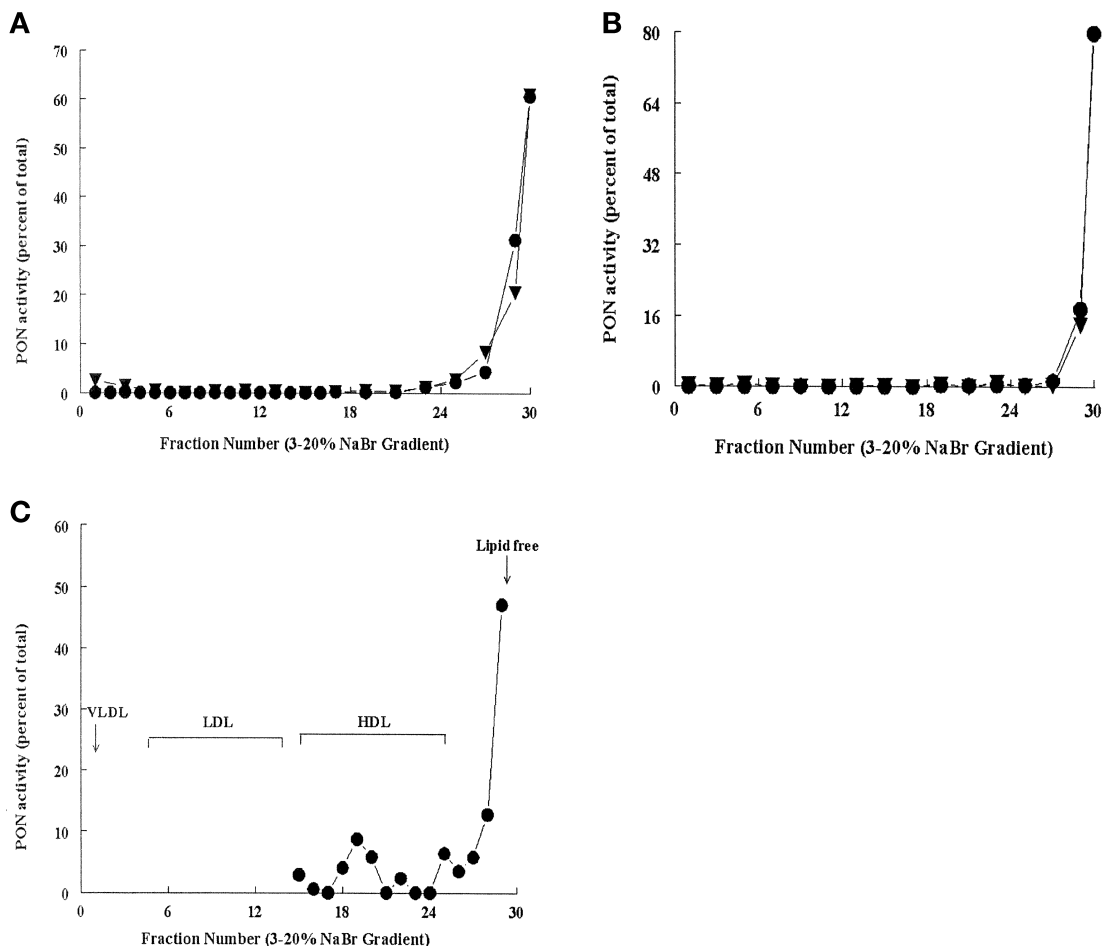 A
70
60
50
40
30
20
10
0
0 6 12 18 24 30
PON activity (percent of total)
Fraction Number (3-20% NaBr Gradient)
B
80
64
48
32
16
0
0 6 12 18 24 30
PON activity (percent of total)
Fraction Number (3-20% NaBr Gradient)
C
60
50
40
30
20
10
0
0 6 12 18 24 30
PON activity (percent of total)
Lipid free
VLDL
LDL
HDL
Fraction Number (3-20% NaBr Gradient)